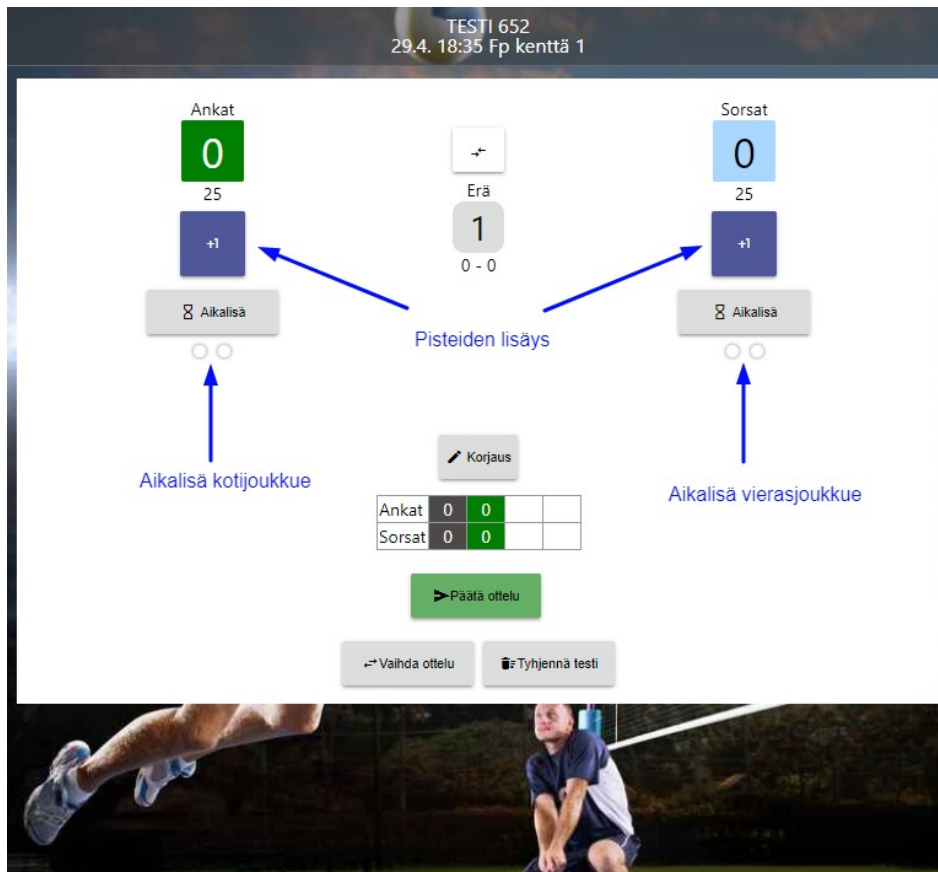 TESTI 652
29.4. 18:35 Fp kenttä 1
Ankat
0
25
+1
Aikalisä
Erä
1
0 - 0
Sorsat
0
25
+1
Aikalisä
Pisteiden lisäys
Aikalisä kotijoukkue
Aikalisä vierasjoukkue
Korjaus
Ankat 0 0
Sorsat 0 0
Päätä ottelu
Vaihda ottelu
Tyhjennä testi